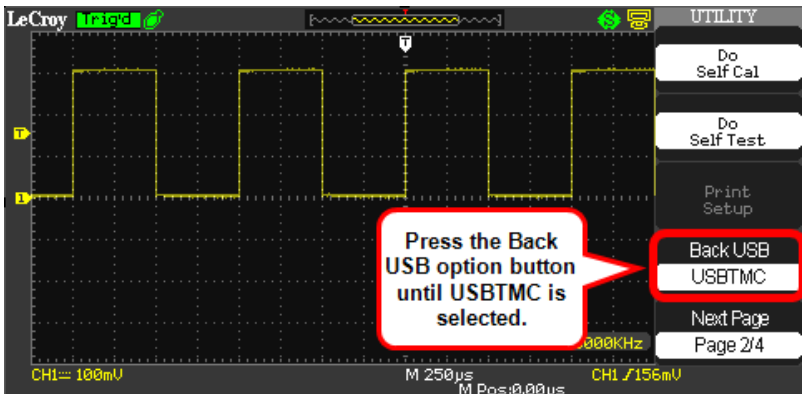 LeCroy Trig'd UTILITY
T
Do
Self Cal
Do
Self Test
T
1
Print
Setup
Press the Back
USB option button
until USBTMC is
selected.
Back USB
USBTMC
Next Page
000KHz
Page 2/4
CH1 100mV M 250µs CH1 156mV
M Pos:0.00µs